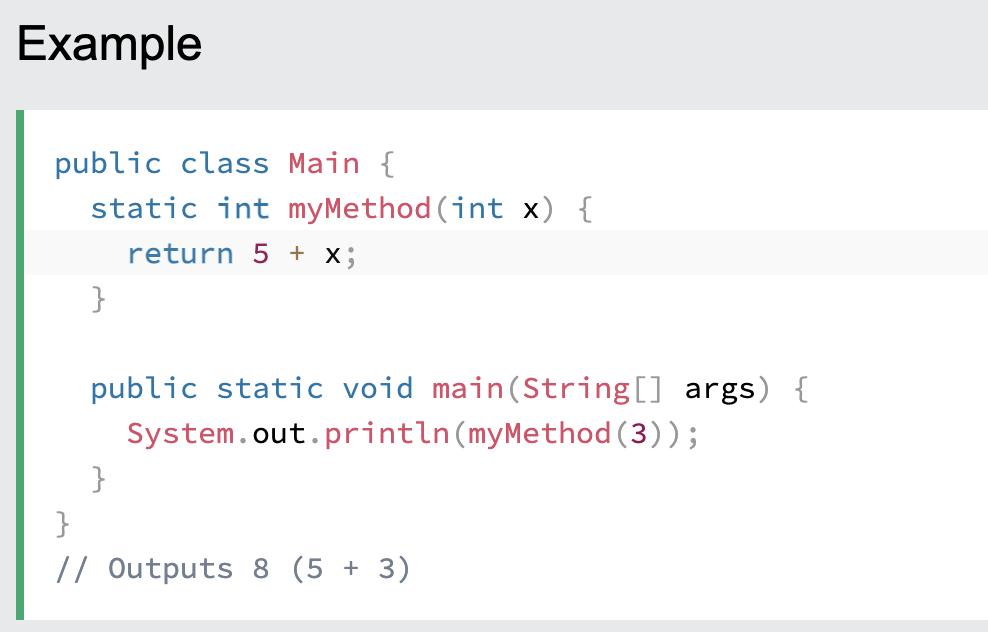 Example
public class Main {
  static int myMethod(int x) {
    return 5 + x;
  }

  public static void main(String[] args) {
    System.out.println(myMethod(3));
  }
}
// Outputs 8 (5 + 3)